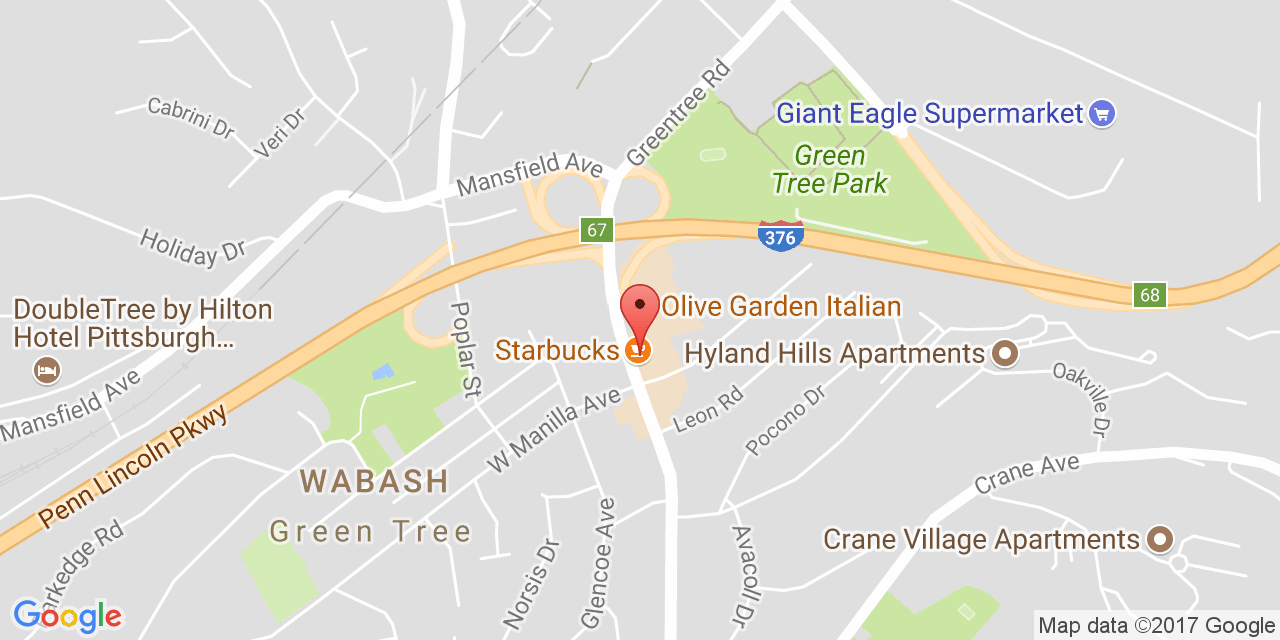 Greentree Rd
Cabrini Dr
Veri Dr
Giant Eagle Supermarket
Green
Tree Park
Mansfield Ave
67
376
Holiday Dr
68
DoubleTree by Hilton
Hotel Pittsburgh...
Olive Garden Italian
Starbucks
Hyland Hills Apartments
Poplar St
Mansfield Ave
Oakville Dr
Leon Rd
Pocono Dr
W Manilla Ave
Penn Lincoln Pkwy
WABASH
Crane Ave
Green Tree
Crane Village Apartments
Norsis Dr
Glencoe Ave
Avacoll Dr
Google
Map data ©2017 Google